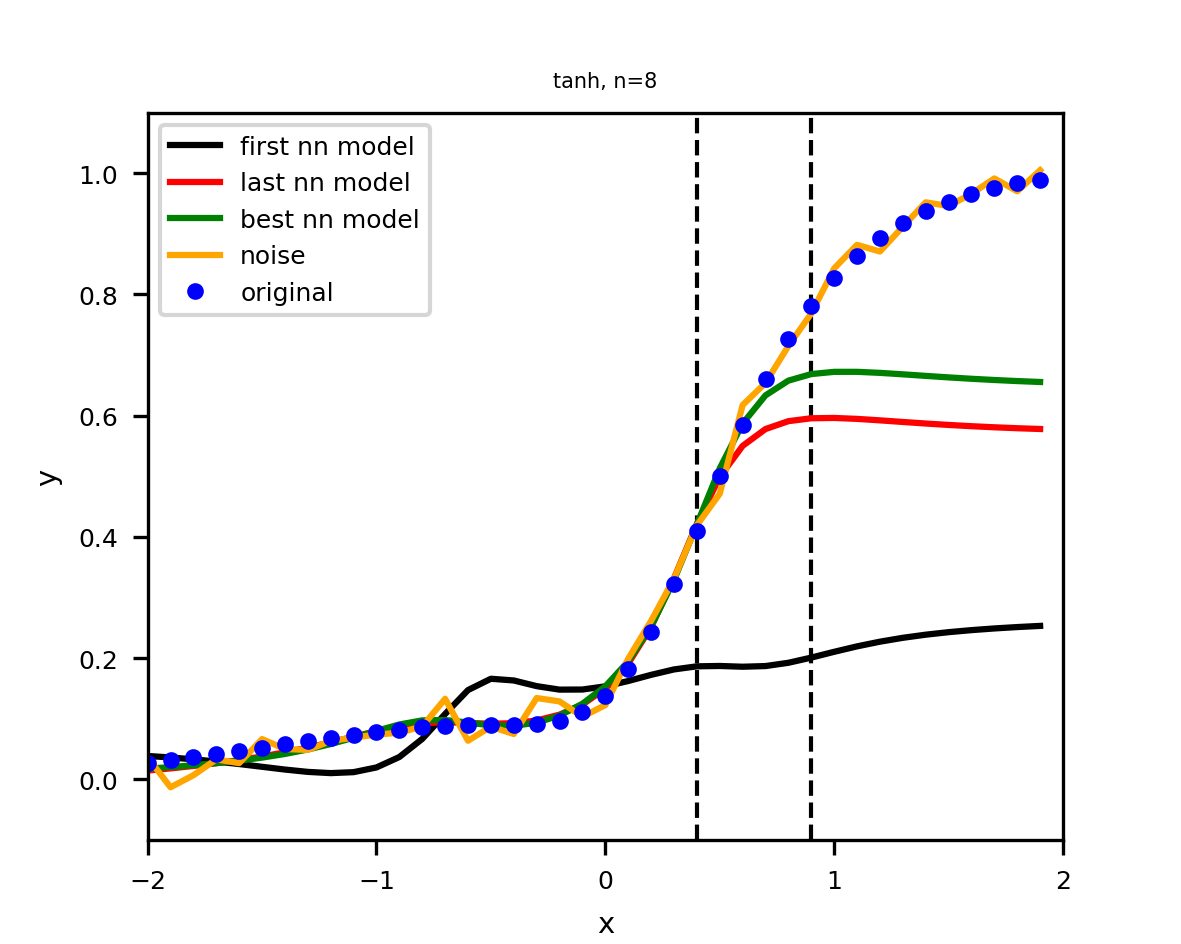 tanh, n=8
first nn model
last nn model
best nn model
noise
original
1.0
0.8
0.6
0.4
0.2
0.0
y
−2
−1
0
1
2
x